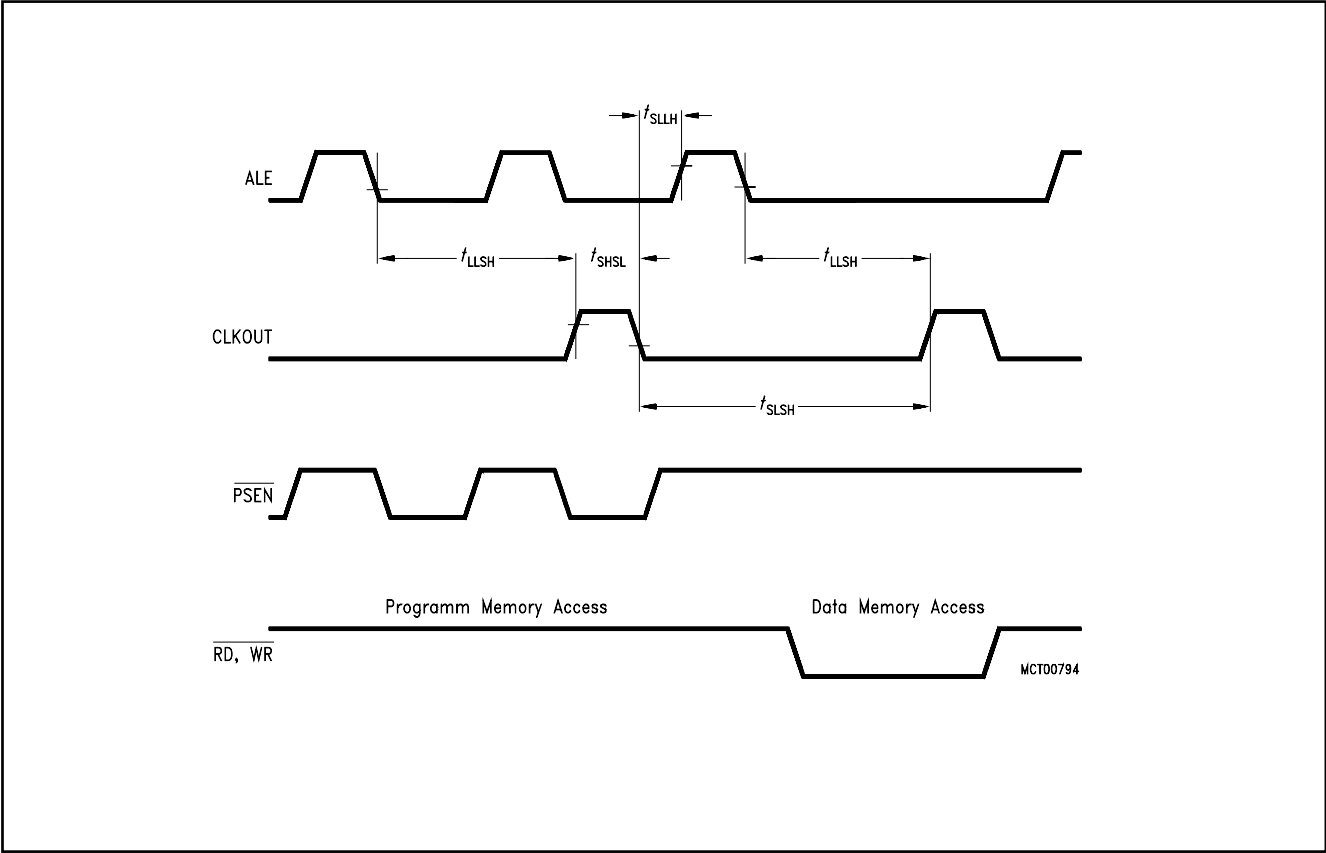 tSLLH
ALE
tLLSH tSHSL tLLSH
CLKOUT
tSLSH
PSEN
Programm Memory Access Data Memory Access
RD, WR
MCT00794